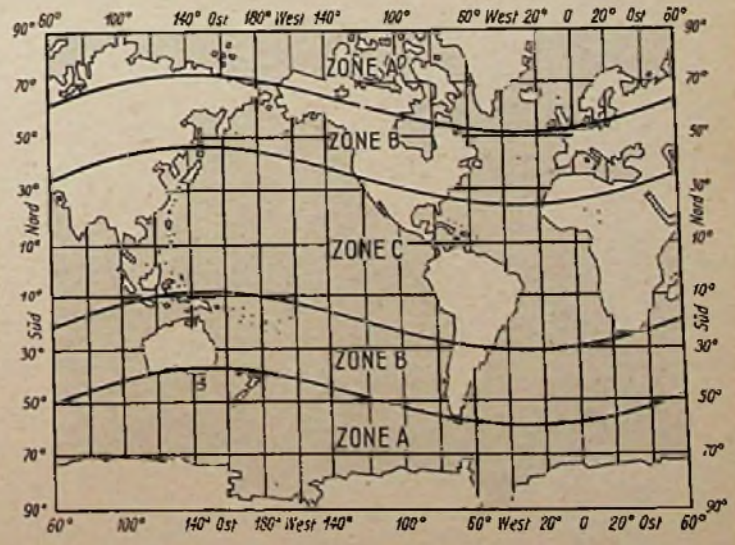 60° 100° 140° Ost 180° West 140° 100° 60° West 20° 0 20° Ost 60°
90° 90°
ZONE A
70° 70°
50° ZONE B 50°
30° 30°
Nord Nord
10° ZONE C 10°
10° 10°
Süd Süd
30° ZONE B 30°
50° 50°
ZONE A
70° 70°
90° 90°
60° 100° 140° Ost 180° West 140° 100° 60° West 20° 0 20° Ost 60°